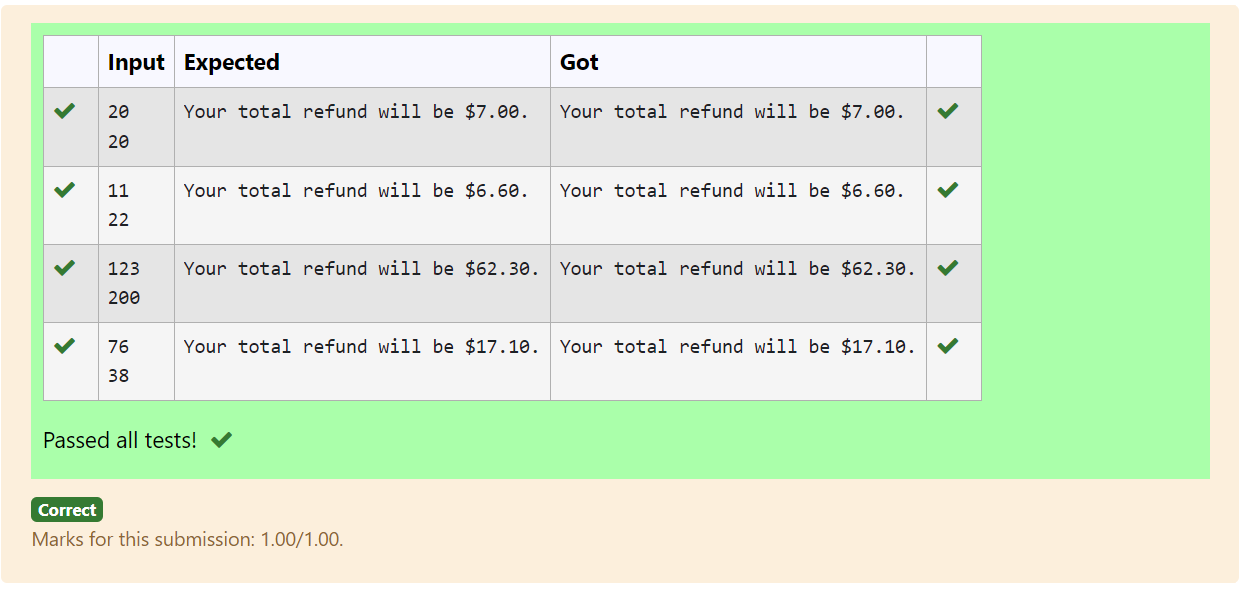 Input Expected Got
20 Your total refund will be $7.00. Your total refund will be $7.00.
20
11 Your total refund will be $6.60. Your total refund will be $6.60.
22
123 Your total refund will be $62.30. Your total refund will be $62.30.
200
76 Your total refund will be $17.10. Your total refund will be $17.10.
38
Passed all tests!
Correct
Marks for this submission: 1.00/1.00.